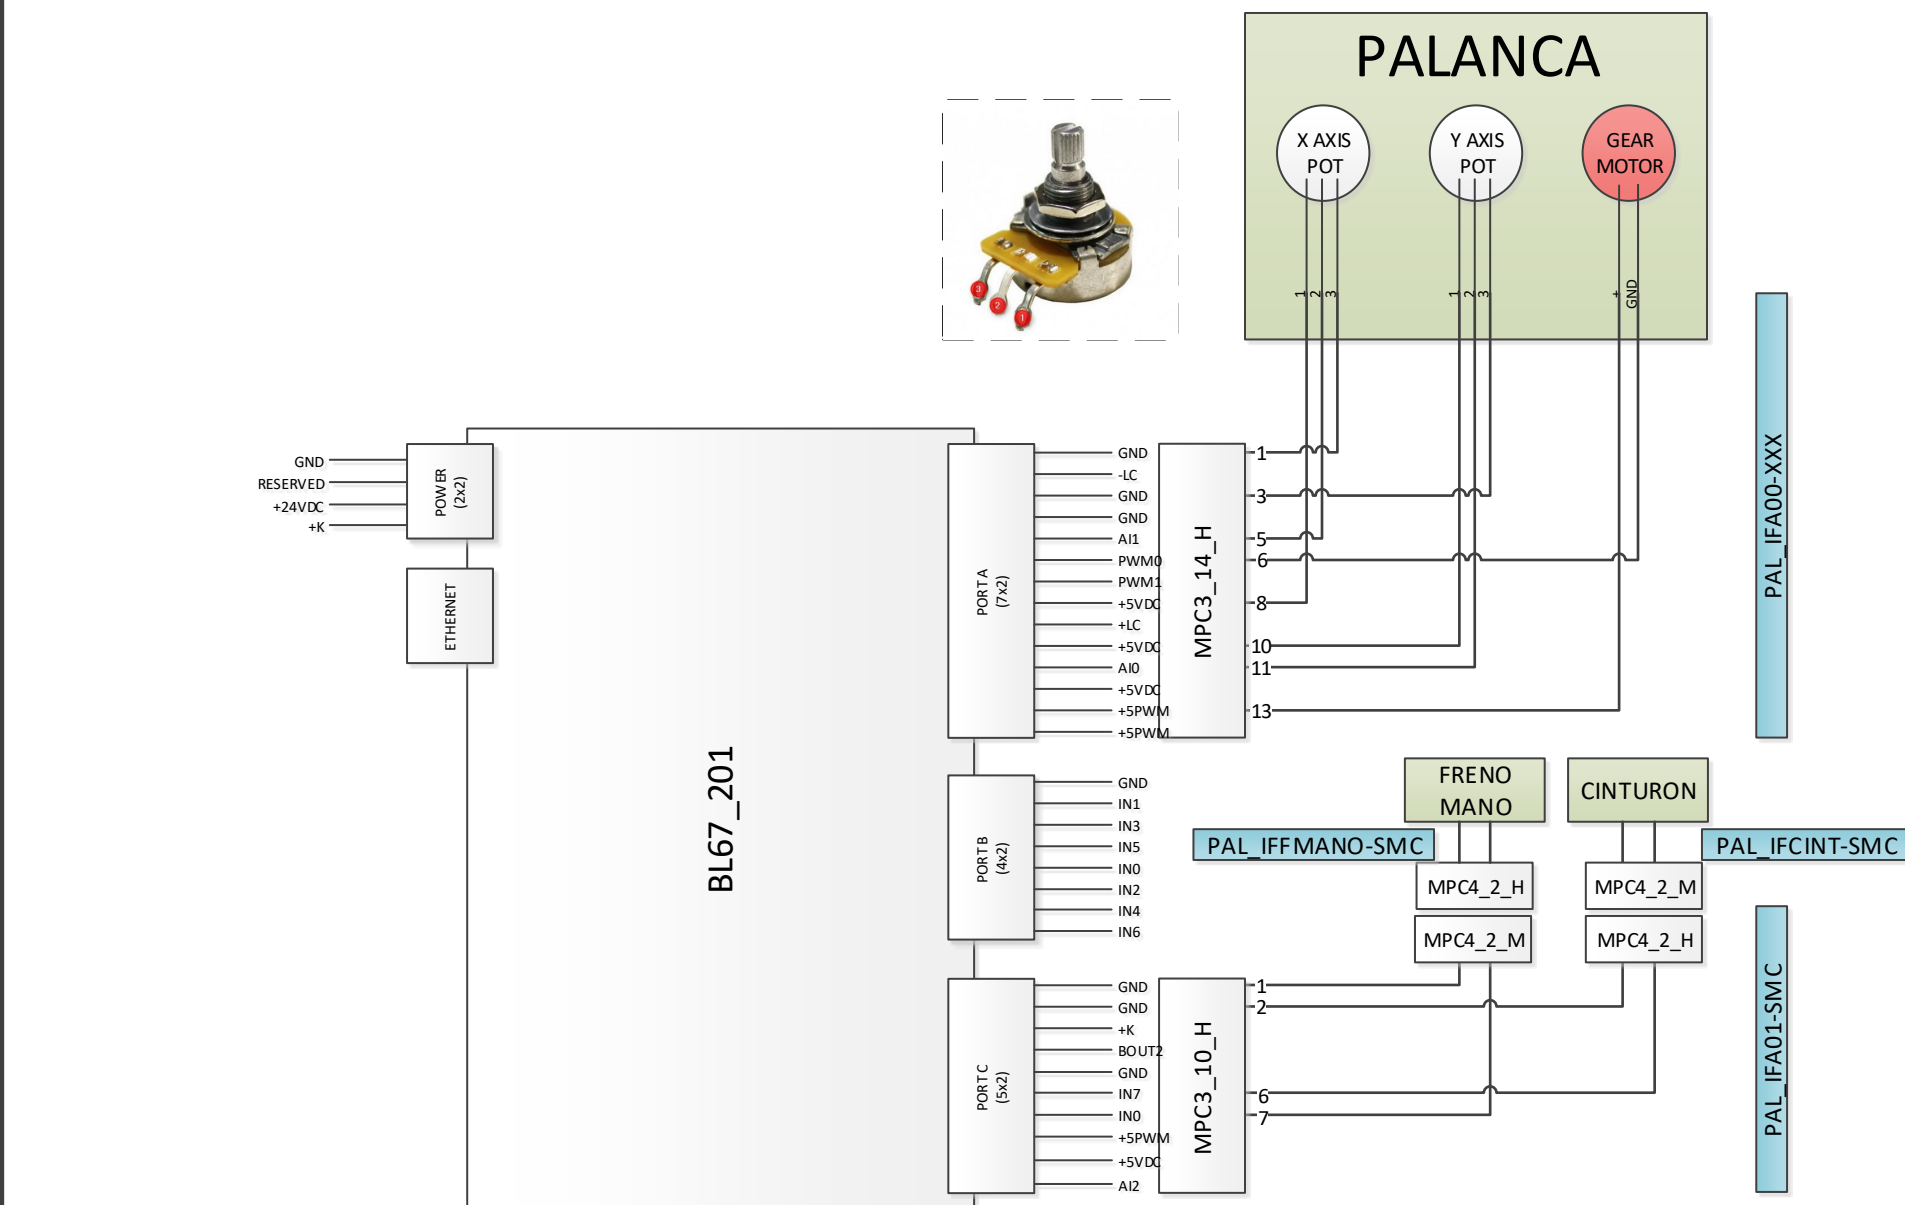 PALANCA
X AXIS
POT
Y AXIS
POT
GEAR
MOTOR
1
2
3
1
2
3
+
GND
3
2
1
PAL_IFA00-XXX
GND
RESERVED
+24VDC
+K
POWER
(2x2)
ETHERNET
BL67_201
PORT A
(7x2)
GND
-LC
GND
GND
AI1
PWM0
PWM1
+5VDC
+LC
+5VDC
AI0
+5VDC
+5PWM
+5PWM
MPC3_14_H
1
3
5
6
8
10
11
13
PORT B
(4x2)
GND
IN1
IN3
IN5
IN0
IN2
IN4
IN6
FRENO
MANO
CINTURON
PAL_IFFMANO-SMC
PAL_IFCINT-SMC
MPC4_2_H
MPC4_2_M
MPC4_2_M
MPC4_2_H
PORT C
(5x2)
GND
GND
+K
BOUT2
GND
IN7
IN0
+5PWM
+5VDC
AI2
MPC3_10_H
1
2
6
7
PAL_IFA01-SMC